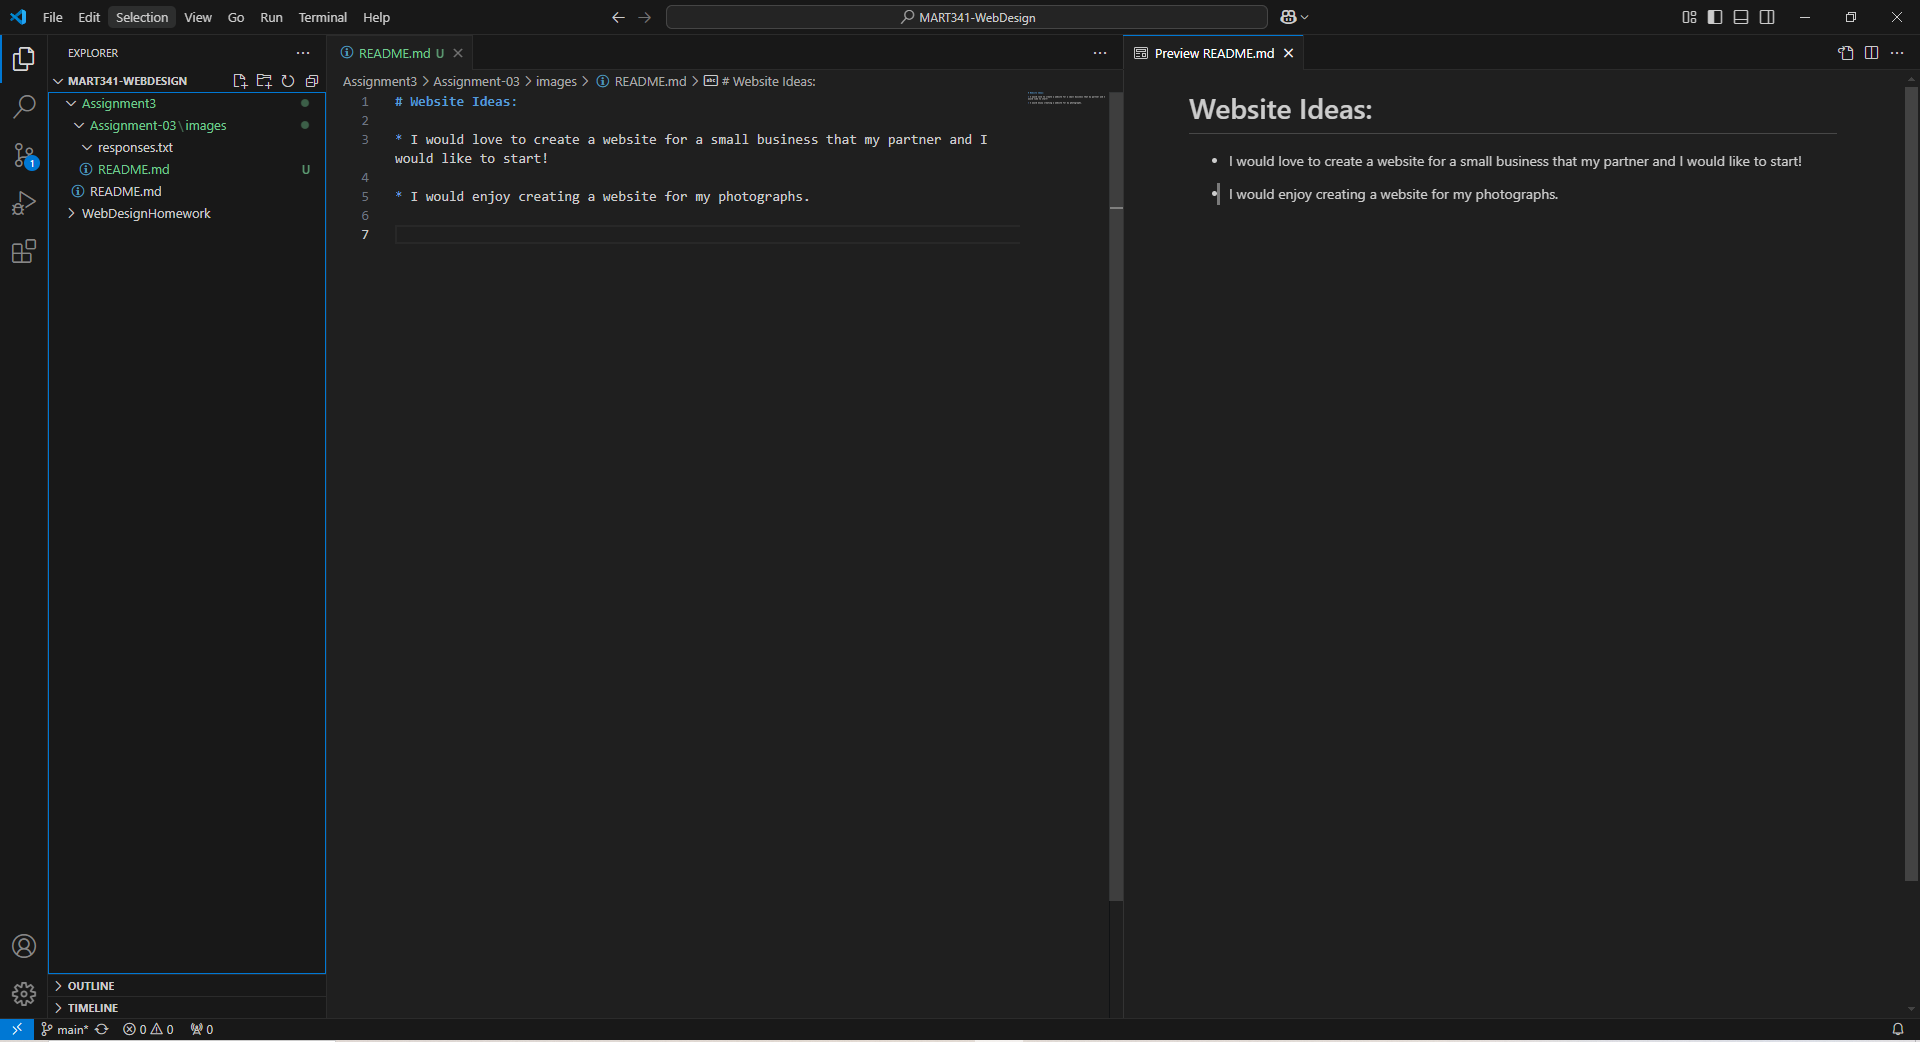 File Edit Selection View Go Run Terminal Help
MART341-WebDesign
EXPLORER
MART341-WEBDESIGN
Assignment3
Assignment-03\images
responses.txt
README.md U
README.md
WebDesignHomework
OUTLINE
TIMELINE
README.md U
Assignment3 > Assignment-03 > images > README.md > # Website Ideas:
1 # Website Ideas:
2
3 * I would love to create a website for a small business that my partner and I
would like to start!
4
5 * I would enjoy creating a website for my photographs.
6
7
Preview README.md
Website Ideas:
• I would love to create a website for a small business that my partner and I would like to start!
• I would enjoy creating a website for my photographs.
1
main* 0 0 0